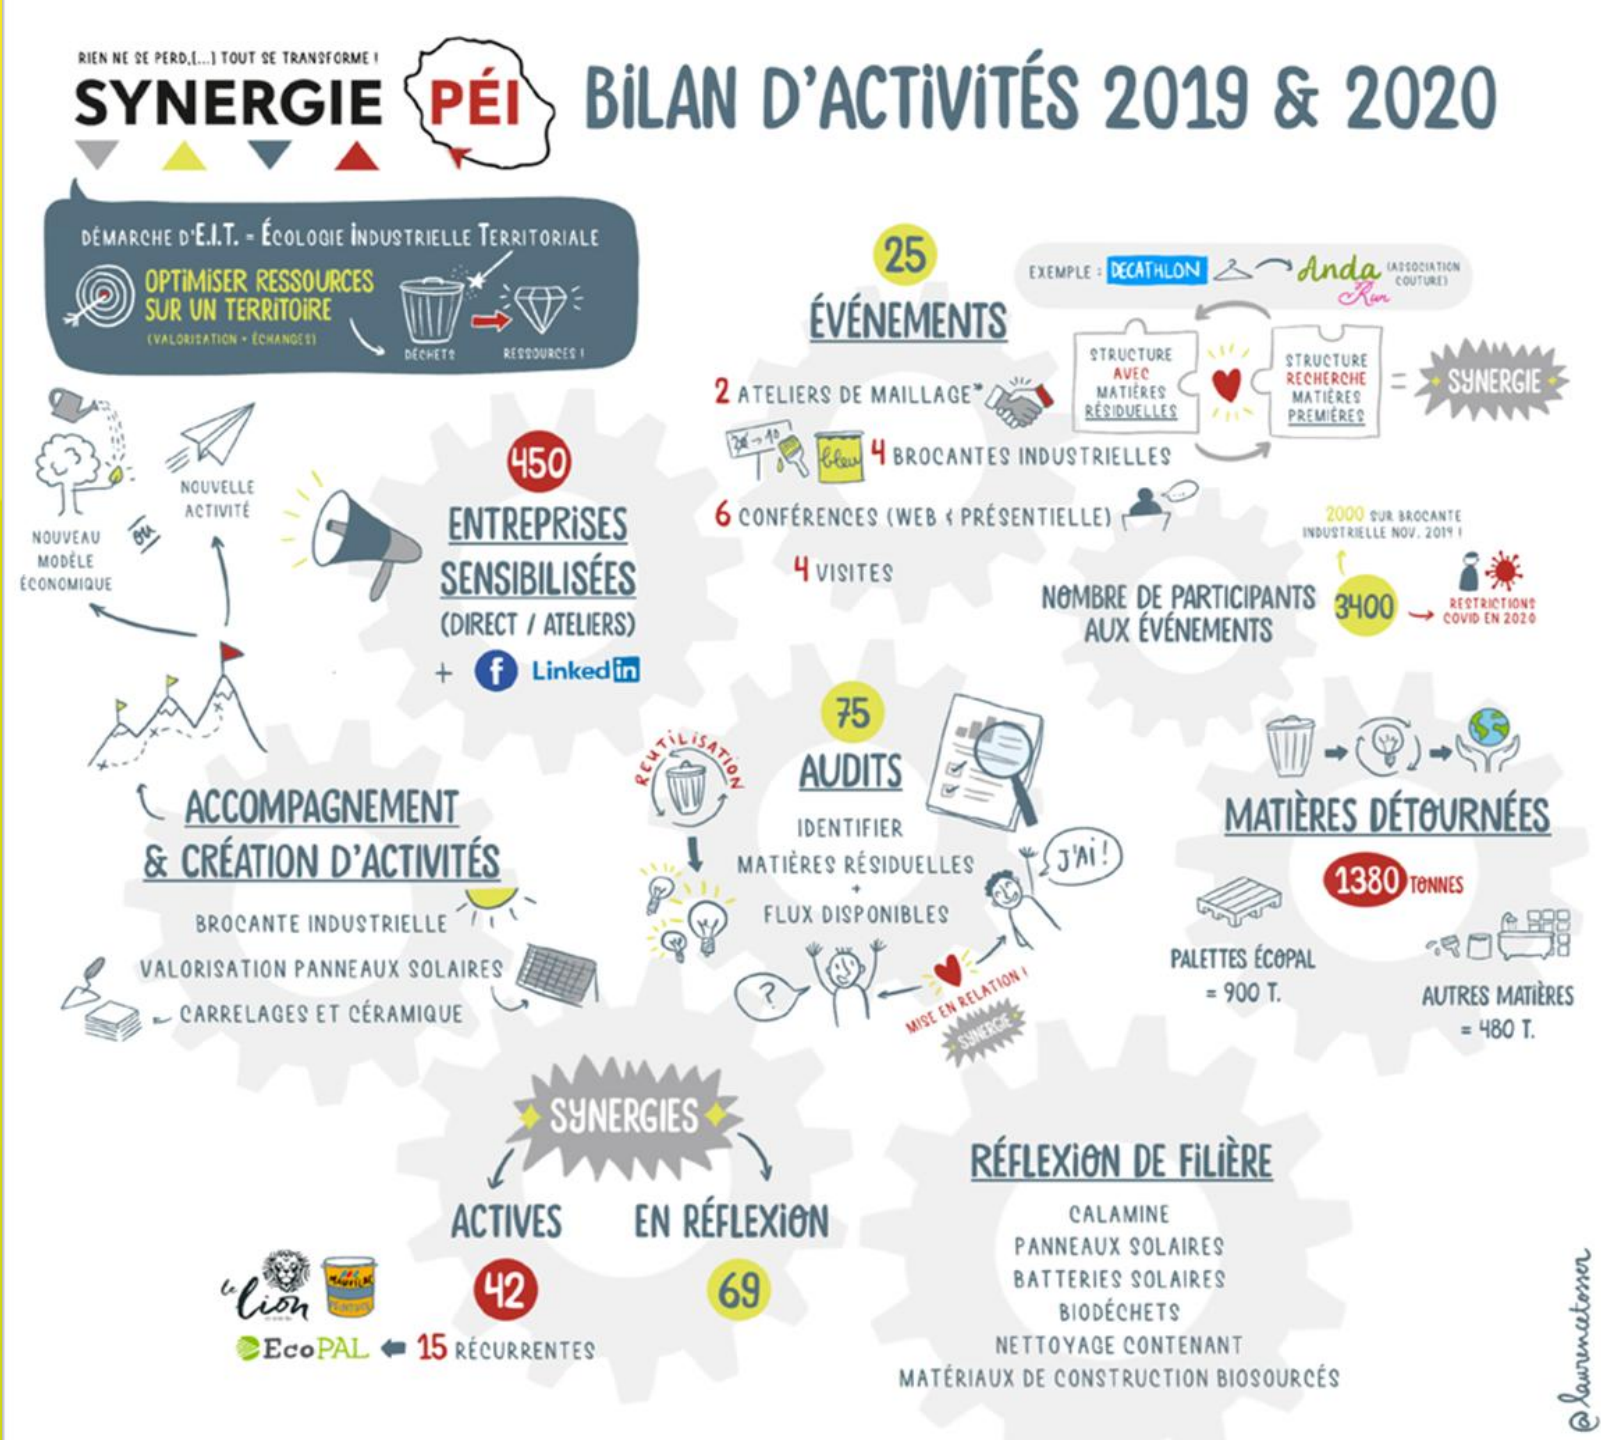 RIEN NE SE PERD,[...] TOUT SE TRANSFORME !
SYNERGIE PÉI
BILAN D'ACTIVITÉS 2019 & 2020
DÉMARCHE D'E.I.T. = ÉCOLOGIE INDUSTRIELLE TERRITORIALE
OPTIMISER RESSOURCES
SUR UN TERRITOIRE
(VALORISATION + ÉCHANGES)
DÉCHETS
RESSOURCES !
25
ÉVÉNEMENTS
EXEMPLE : DECATHLON
Anda
Run
(ASSOCIATION
COUTURE)
STRUCTURE
AVEC
MATIÈRES
RÉSIDUELLES
STRUCTURE
RECHERCHE
MATIÈRES
PREMIÈRES
= SYNERGIE
2 ATELIERS DE MAILLAGE*
bleu
4 BROCANTES INDUSTRIELLES
6 CONFÉRENCES (WEB & PRÉSENTIELLE)
4 VISITES
2000 SUR BROCANTE
INDUSTRIELLE NOV. 2019 !
NOMBRE DE PARTICIPANTS
AUX ÉVÉNEMENTS
3400
RESTRICTIONS
COVID EN 2020
NOUVEAU
MODÈLE
ÉCONOMIQUE
ou
NOUVELLE
ACTIVITÉ
450
ENTREPRISES
SENSIBILISÉES
(DIRECT / ATELIERS)
+ f LinkedIn
ACCOMPAGNEMENT
& CRÉATION D'ACTIVITÉS
BROCANTE INDUSTRIELLE
VALORISATION PANNEAUX SOLAIRES
CARRELAGES ET CÉRAMIQUE
RÉUTILISATION
75
AUDITS
IDENTIFIER
MATIÈRES RÉSIDUELLES
+
FLUX DISPONIBLES
J'AI !
?
MISE EN RELATION !
SYNERGIE
MATIÈRES DÉTOURNÉES
1380 TONNES
PALETTES ÉCOPAL
= 900 T.
AUTRES MATIÈRES
= 480 T.
SYNERGIES
ACTIVES
42
EN RÉFLEXION
69
le lion
MAUVILAC
EcoPAL
15 RÉCURRENTES
RÉFLEXION DE FILIÈRE
CALAMINE
PANNEAUX SOLAIRES
BATTERIES SOLAIRES
BIODÉCHETS
NETTOYAGE CONTENANT
MATÉRIAUX DE CONSTRUCTION BIOSOURCÉS
@laurencetosser